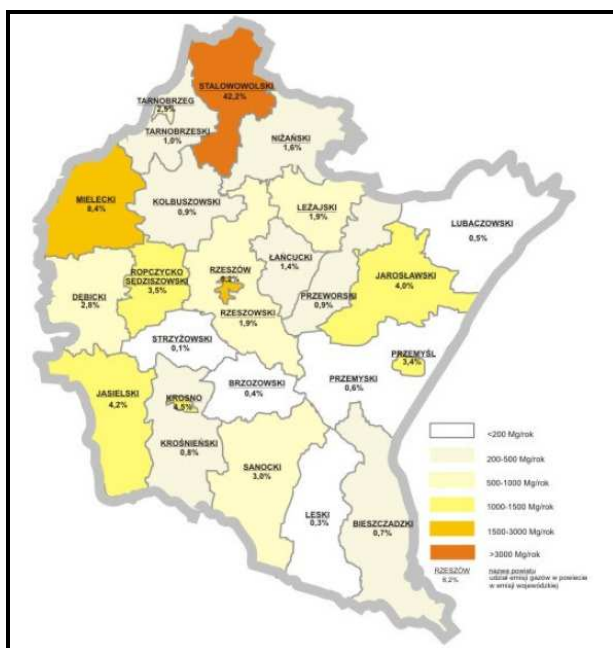 STALOWOWOLSKI
42,2%
TARNOBRZEG
2,9%
TARNOBRZESKI
1,0%
NIŻAŃSKI
1,6%
MIELECKI
8,4%
KOLBUSZOWSKI
0,9%
LEŻAJSKI
1,9%
LUBACZOWSKI
0,5%
ROPCZYCKO
SĘDZISZOWSKI
3,5%
RZESZÓW
ŁAŃCUCKI
1,4%
JAROSŁAWSKI
4,0%
DĘBICKI
2,8%
PRZEWORSKI
0,9%
RZESZOWSKI
1,9%
STRZYŻOWSKI
0,1%
PRZEMYŚL
3,4%
JASIELSKI
4,2%
BRZOZOWSKI
0,4%
PRZEMYSKI
0,6%
KROSNO
4,5%
KROŚNIEŃSKI
0,8%
SANOCKI
3,0%
LESKI
0,3%
BIESZCZADZKI
0,7%
<200 Mg/rok
200-500 Mg/rok
500-1000 Mg/rok
1000-1500 Mg/rok
1500-3000 Mg/rok
>3000 Mg/rok
RZESZÓW nazwa powiatu
6,2% udział emisji gazów w powiecie
w emisji wojewódzkiej